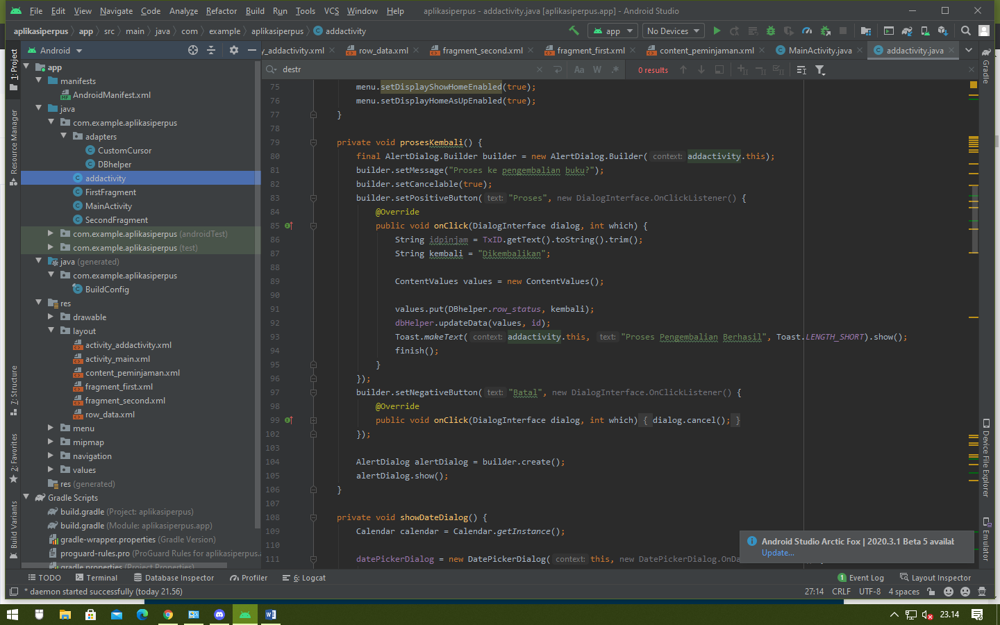 File Edit View Navigate Code Analyze Refactor Build Run Tools VCS Window Help aplikasiperpus - addactivity.java [aplikasiperpus.app] - Android Studio
aplikasiperpus app src main java com example aplikasiperpus addactivity app No Devices
1: Project
Resource Manager
7: Structure
2: Favorites
Build Variants
Android
app
manifests
AndroidManifest.xml
java
com.example.aplikasiperpus
adapters
CustomCursor
DBhelper
addactivity
FirstFragment
MainActivity
SecondFragment
com.example.aplikasiperpus (androidTest)
com.example.aplikasiperpus (test)
java (generated)
com.example.aplikasiperpus
BuildConfig
res
drawable
layout
activity_addactivity.xml
activity_main.xml
content_peminjaman.xml
fragment_first.xml
fragment_second.xml
row_data.xml
menu
mipmap
navigation
values
res (generated)
Gradle Scripts
build.gradle (Project: aplikasiperpus)
build.gradle (Module: aplikasiperpus.app)
gradle-wrapper.properties (Gradle Version)
proguard-rules.pro (ProGuard Rules for aplikasiperpus.a
gradle.properties (Project Properties)
y_addactivity.xml row_data.xml fragment_second.xml fragment_first.xml content_peminjaman.xml MainActivity.java addactivity.java
destr Aa W .* 0 results
75 menu.setDisplayShowHomeEnabled(true);
76 menu.setDisplayHomeAsUpEnabled(true);
77 }
78
79 private void prosesKembali() {
80 final AlertDialog.Builder builder = new AlertDialog.Builder( context: addactivity.this);
81 builder.setMessage("Proses ke pengembalian buku?");
82 builder.setCancelable(true);
83 builder.setPositiveButton( text: "Proses", new DialogInterface.OnClickListener() {
84 @Override
85 public void onClick(DialogInterface dialog, int which) {
86 String idpinjam = TxID.getText().toString().trim();
87 String kembali = "Dikembalikan";
88
89 ContentValues values = new ContentValues();
90
91 values.put(DBhelper.row_status, kembali);
92 dbHelper.updateData(values, id);
93 Toast.makeText( context: addactivity.this, text: "Proses Pengembalian Berhasil", Toast.LENGTH_SHORT).show();
94 finish();
95 }
96 });
97 builder.setNegativeButton( text: "Batal", new DialogInterface.OnClickListener() {
98 @Override
99 public void onClick(DialogInterface dialog, int which) { dialog.cancel(); }
102 });
103
104 AlertDialog alertDialog = builder.create();
105 alertDialog.show();
106 }
107
108 private void showDateDialog() {
109 Calendar calendar = Calendar.getInstance();
110
111 datePickerDialog = new DatePickerDialog( context: this, new DatePickerDialog.OnDa
Android Studio Arctic Fox | 2020.3.1 Beta 5 availab
Update...
Gradle
Device File Explorer
Emulator
TODO Terminal Database Inspector Profiler 6: Logcat 1 Event Log Layout Inspector
* daemon started successfully (today 21.56) 27:14 CRLF UTF-8 4 spaces
23.14